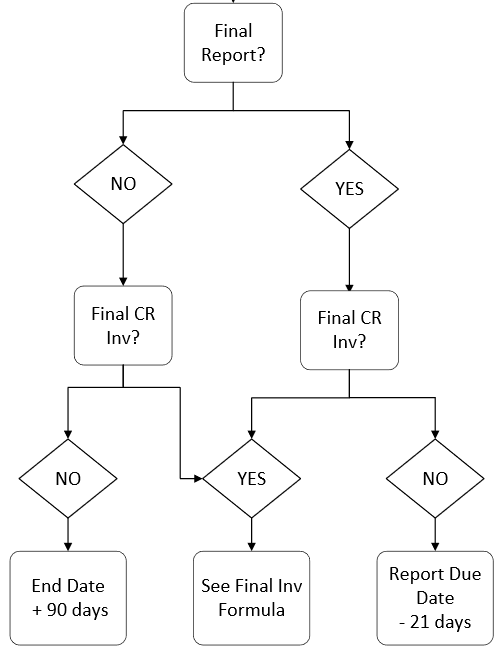 Final
Report?
NO
YES
Final CR
Inv?
Final CR
Inv?
NO
YES
NO
End Date
+ 90 days
See Final Inv
Formula
Report Due
Date
- 21 days